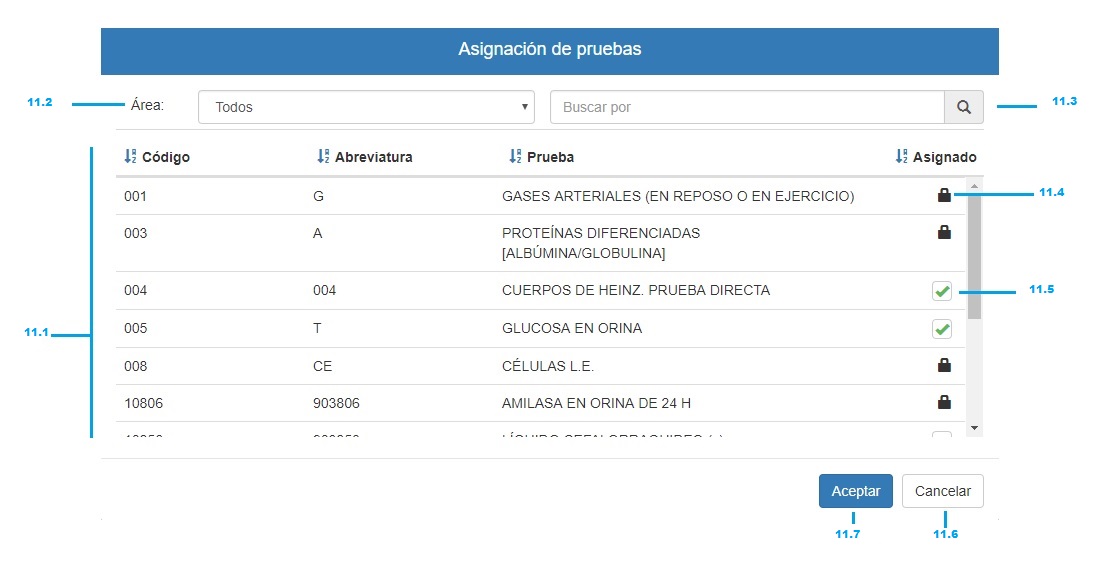 Asignación de pruebas
11.2 Área: Todos Buscar por 11.3
Código Abreviatura Prueba Asignado
001 G GASES ARTERIALES (EN REPOSO O EN EJERCICIO) 11.4
003 A PROTEÍNAS DIFERENCIADAS
[ALBÚMINA/GLOBULINA]
004 004 CUERPOS DE HEINZ. PRUEBA DIRECTA 11.5
005 T GLUCOSA EN ORINA
11.1
008 CE CÉLULAS L.E.
10806 903806 AMILASA EN ORINA DE 24 H
Aceptar Cancelar
11.7 11.6